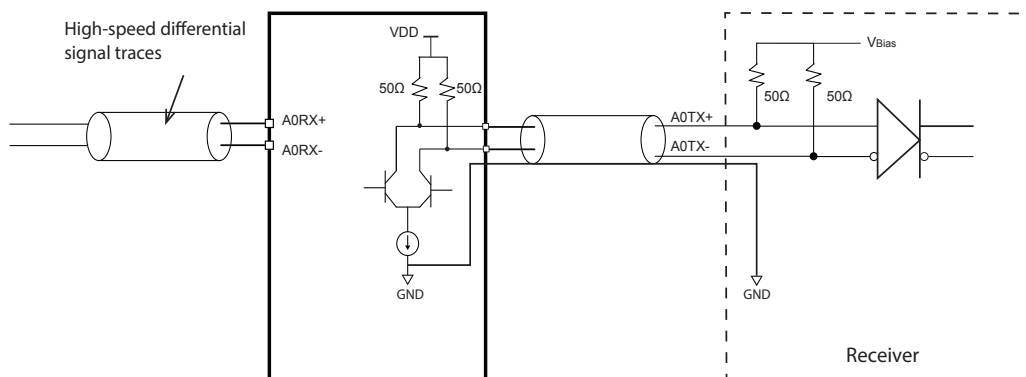 High-speed differential
signal traces
VDD
50Ω
50Ω
A0RX+
A0RX-
GND
A0TX+
A0TX-
VBias
50Ω
50Ω
GND
Receiver